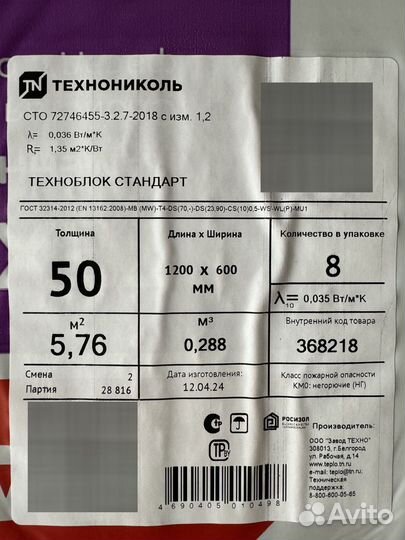 TN ТЕХНОНИКОЛЬ
СТО 72746455-3.2.7-2018 с изм. 1,2
λ= 0,036 Вт/м*К
R= 1,35 м2*К/Вт
ТЕХНОБЛОК СТАНДАРТ
ГОСТ 32314-2012 (EN 13162:2008)-МВ (MW)-T4-DS(70,-)-DS(23,90)-CS(10)0,5-WS-WL(P)-MU1
Толщина
Длина х Ширина
Количество в упаковке
50
1200 х 600
мм
8
λ10= 0,035 Вт/м*К
м2
5,76
м3
0,288
Внутренний код товара
368218
Смена 2
Партия 28 816
Дата изготовления:
12.04.24
Класс пожарной опасности
КМ0: негорючие (НГ)
РОСИЗОЛ
Производитель:
ООО "Завод ТЕХНО"
308013, г.Белгород
ул. Рабочая, д.14
www.teplo.tn.ru
e-mail: teplo@tn.ru;
Техническая
поддержка:
8-800-600-05-65
4 690405 010498
Avito